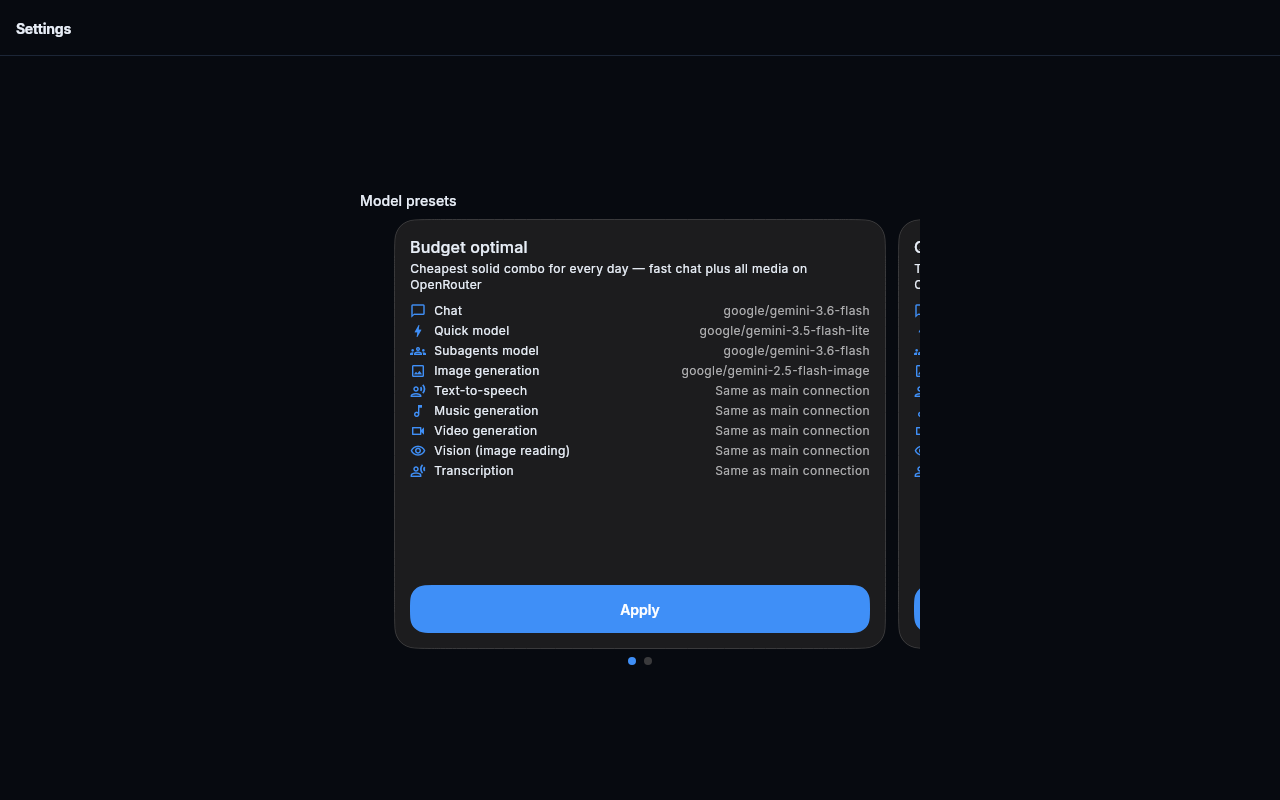 Settings
Model presets
Budget optimal
Cheapest solid combo for every day — fast chat plus all media on
OpenRouter
Chat google/gemini-3.6-flash
Quick model google/gemini-3.5-flash-lite
Subagents model google/gemini-3.6-flash
Image generation google/gemini-2.5-flash-image
Text-to-speech Same as main connection
Music generation Same as main connection
Video generation Same as main connection
Vision (image reading) Same as main connection
Transcription Same as main connection
Apply